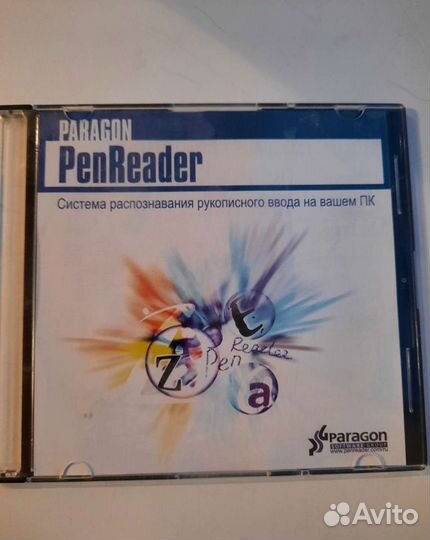 PARAGON
PenReader
Система распознавания рукописного ввода на вашем ПК
t
Reader
Z Pen
a
Paragon
SOFTWARE GROUP
www.penreader.com/ru
Avito